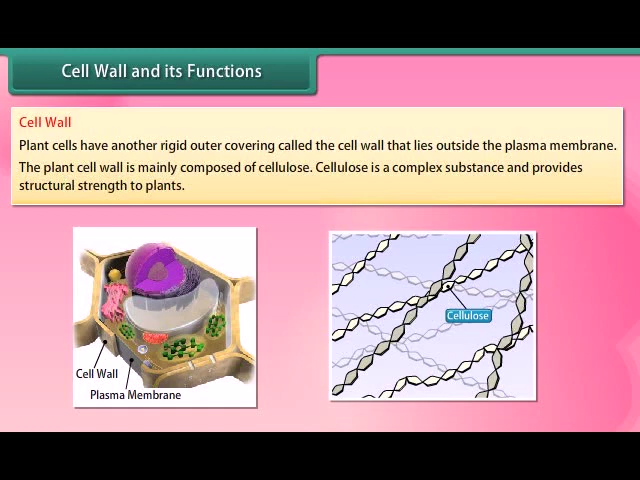 Cell Wall and its Functions
Cell Wall
Plant cells have another rigid outer covering called the cell wall that lies outside the plasma membrane.
The plant cell wall is mainly composed of cellulose. Cellulose is a complex substance and provides
structural strength to plants.
Cell Wall
Plasma Membrane
Cellulose